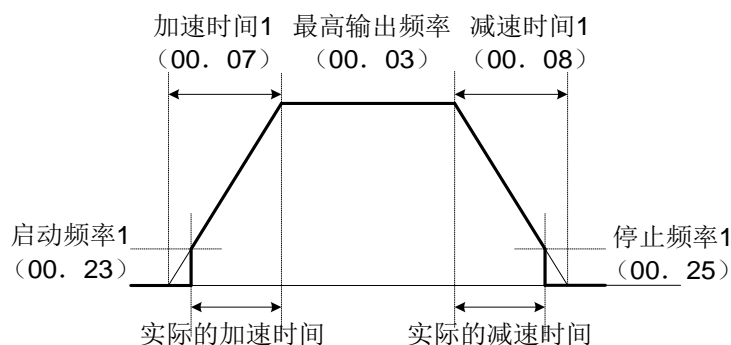 加速时间1 最高输出频率 减速时间1
（00．07）（00．03）（00．08）
启动频率1
（00．23）
停止频率1
（00．25）
实际的加速时间 实际的减速时间